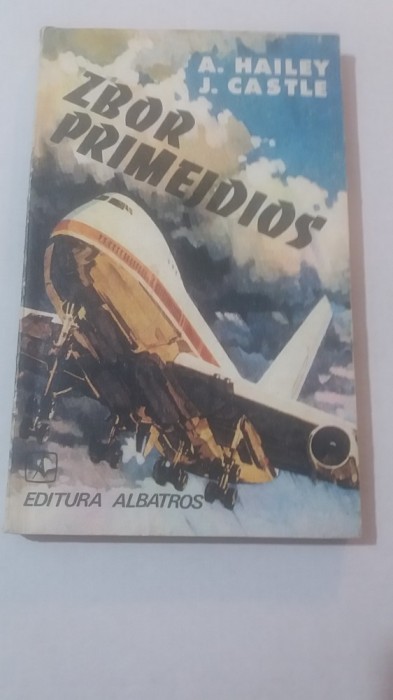 A. HAILEY
J. CASTLE
ZBOR
PRIMEJDIOS
EDITURA ALBATROS